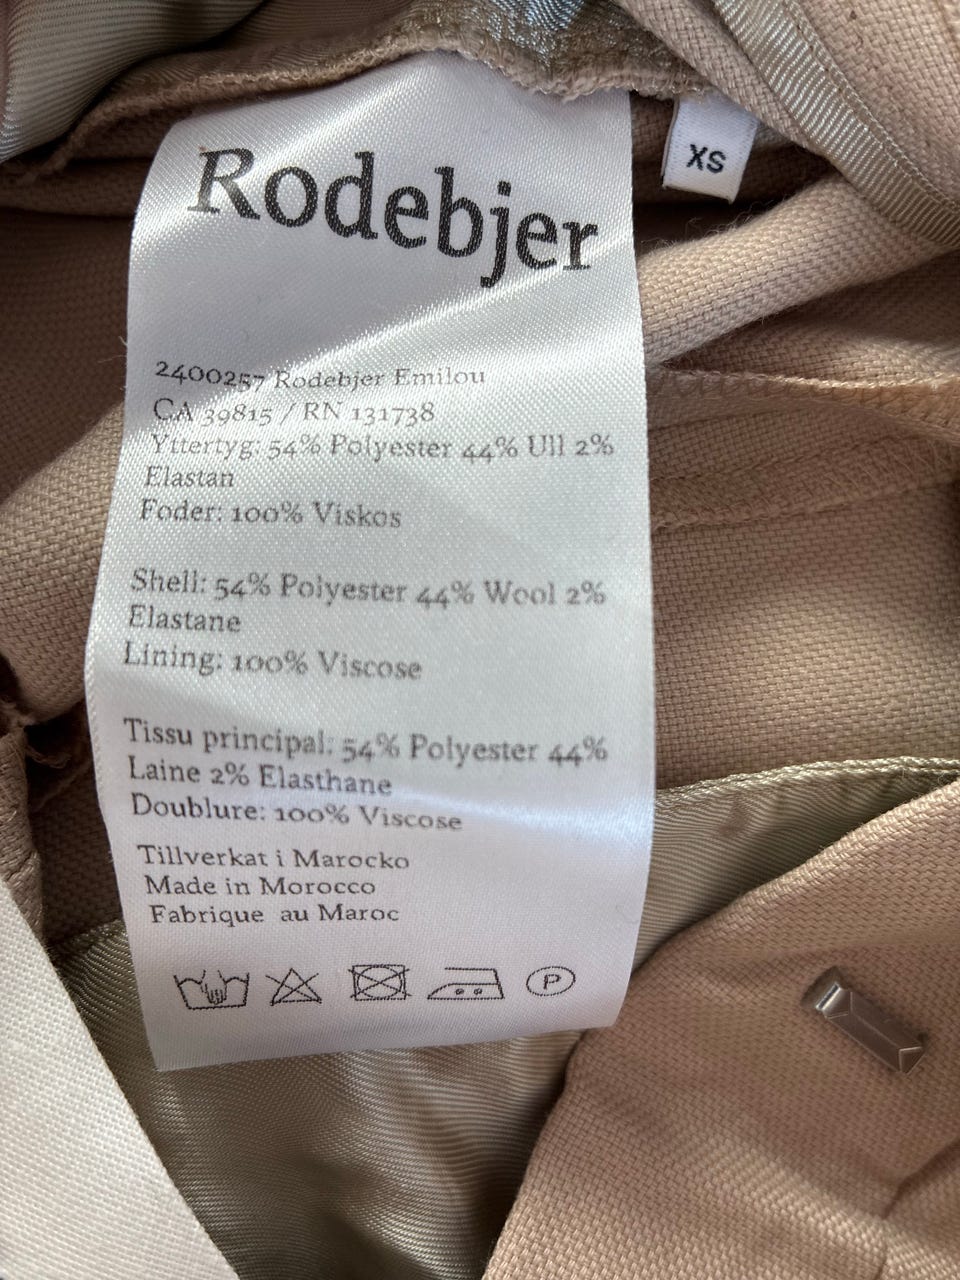 Rodebjer
XS
2400257 Rodebjer Emilou
CA 39815 / RN 131738
Yttertyg: 54% Polyester 44% Ull 2%
Elastan
Foder: 100% Viskos
Shell: 54% Polyester 44% Wool 2%
Elastane
Lining: 100% Viscose
Tissu principal: 54% Polyester 44%
Laine 2% Elasthane
Doublure: 100% Viscose
Tillverkat i Marocko
Made in Morocco
Fabrique au Maroc
P